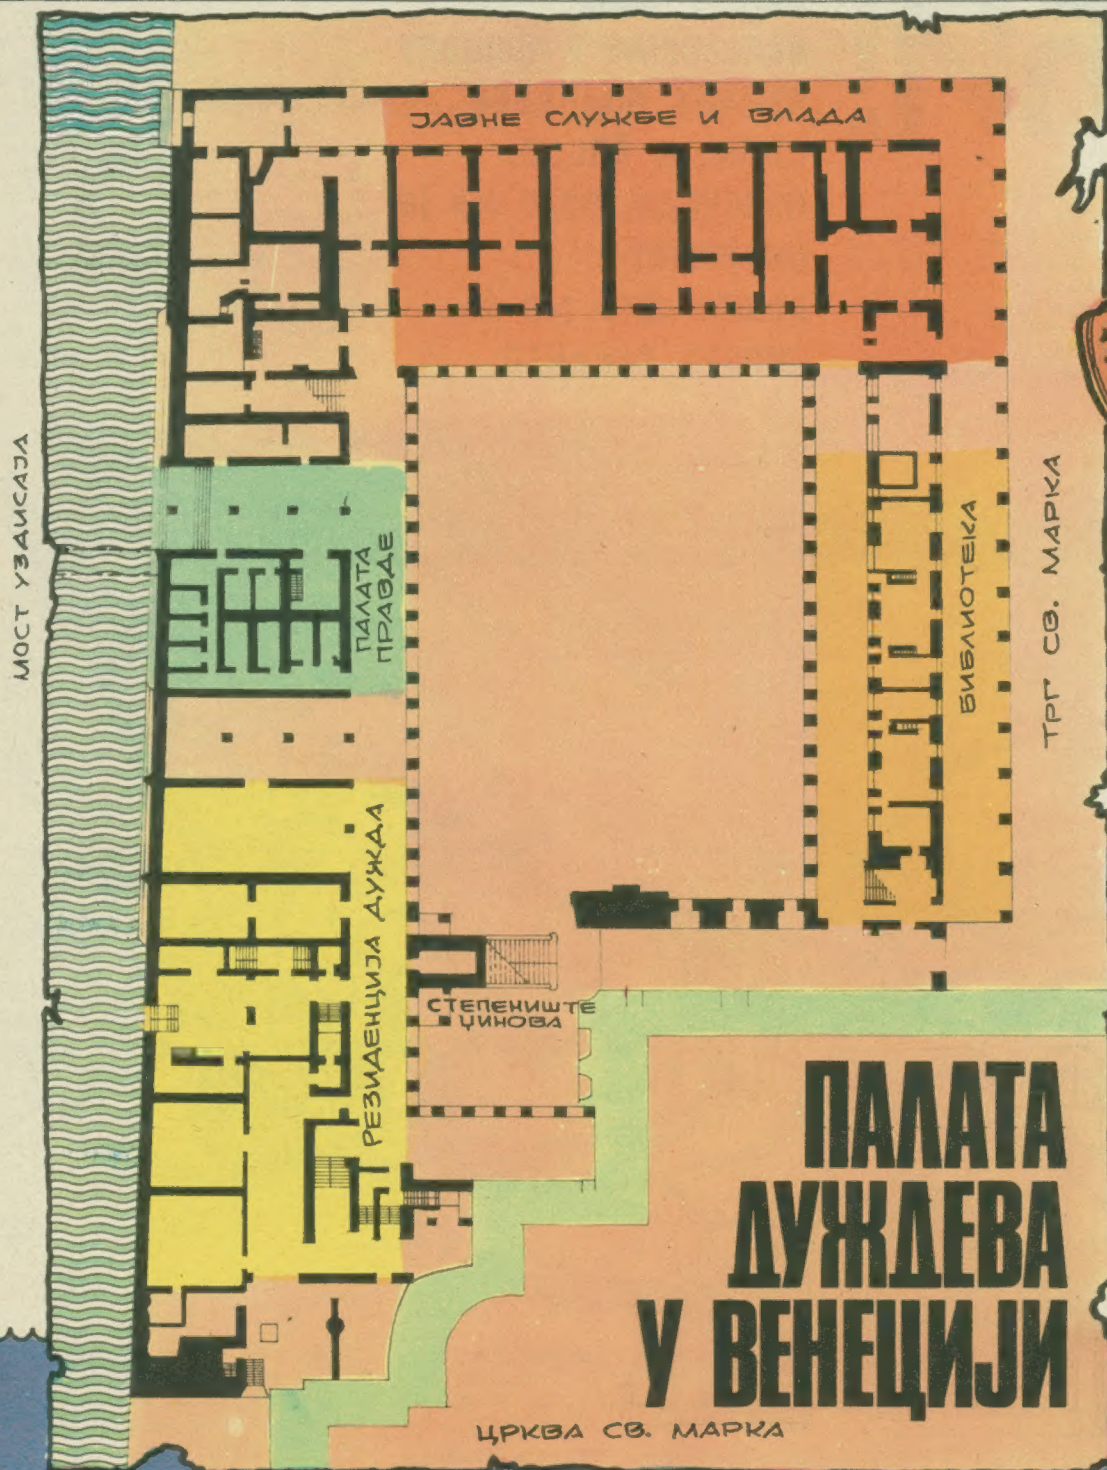 ЈАВНЕ СЛУЖБЕ И ВЛАДА
МОСТ УЗДИСАЈА
ПАЛАТА
ПРАВДЕ
БИБЛИОТЕКА
ТРГ СВ. МАРКА
РЕЗИДЕНЦИЈА ДУЖДА
СТЕПЕНИШТЕ
ЏИНОВА
ПАЛАТА
ДУЖДЕВА
У ВЕНЕЦИЈИ
ЦРКВА СВ. МАРКА